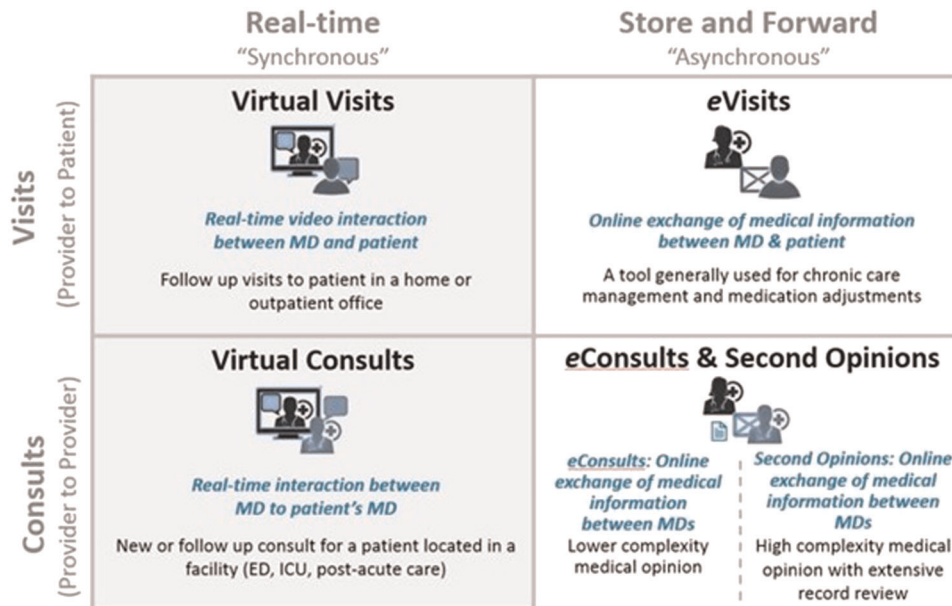 Real-time
"Synchronous"
Store and Forward
"Asynchronous"
Visits
(Provider to Patient)
Virtual Visits
Real-time video interaction
between MD and patient
Follow up visits to patient in a home or
outpatient office
eVisits
Online exchange of medical information
between MD & patient
A tool generally used for chronic care
management and medication adjustments
Consults
(Provider to Provider)
Virtual Consults
Real-time interaction between
MD to patient's MD
New or follow up consult for a patient located in a
facility (ED, ICU, post-acute care)
eConsults & Second Opinions
eConsults: Online
exchange of medical
information
between MDs
Lower complexity
medical opinion
Second Opinions: Online
exchange of medical
information between
MDs
High complexity medical
opinion with extensive
record review